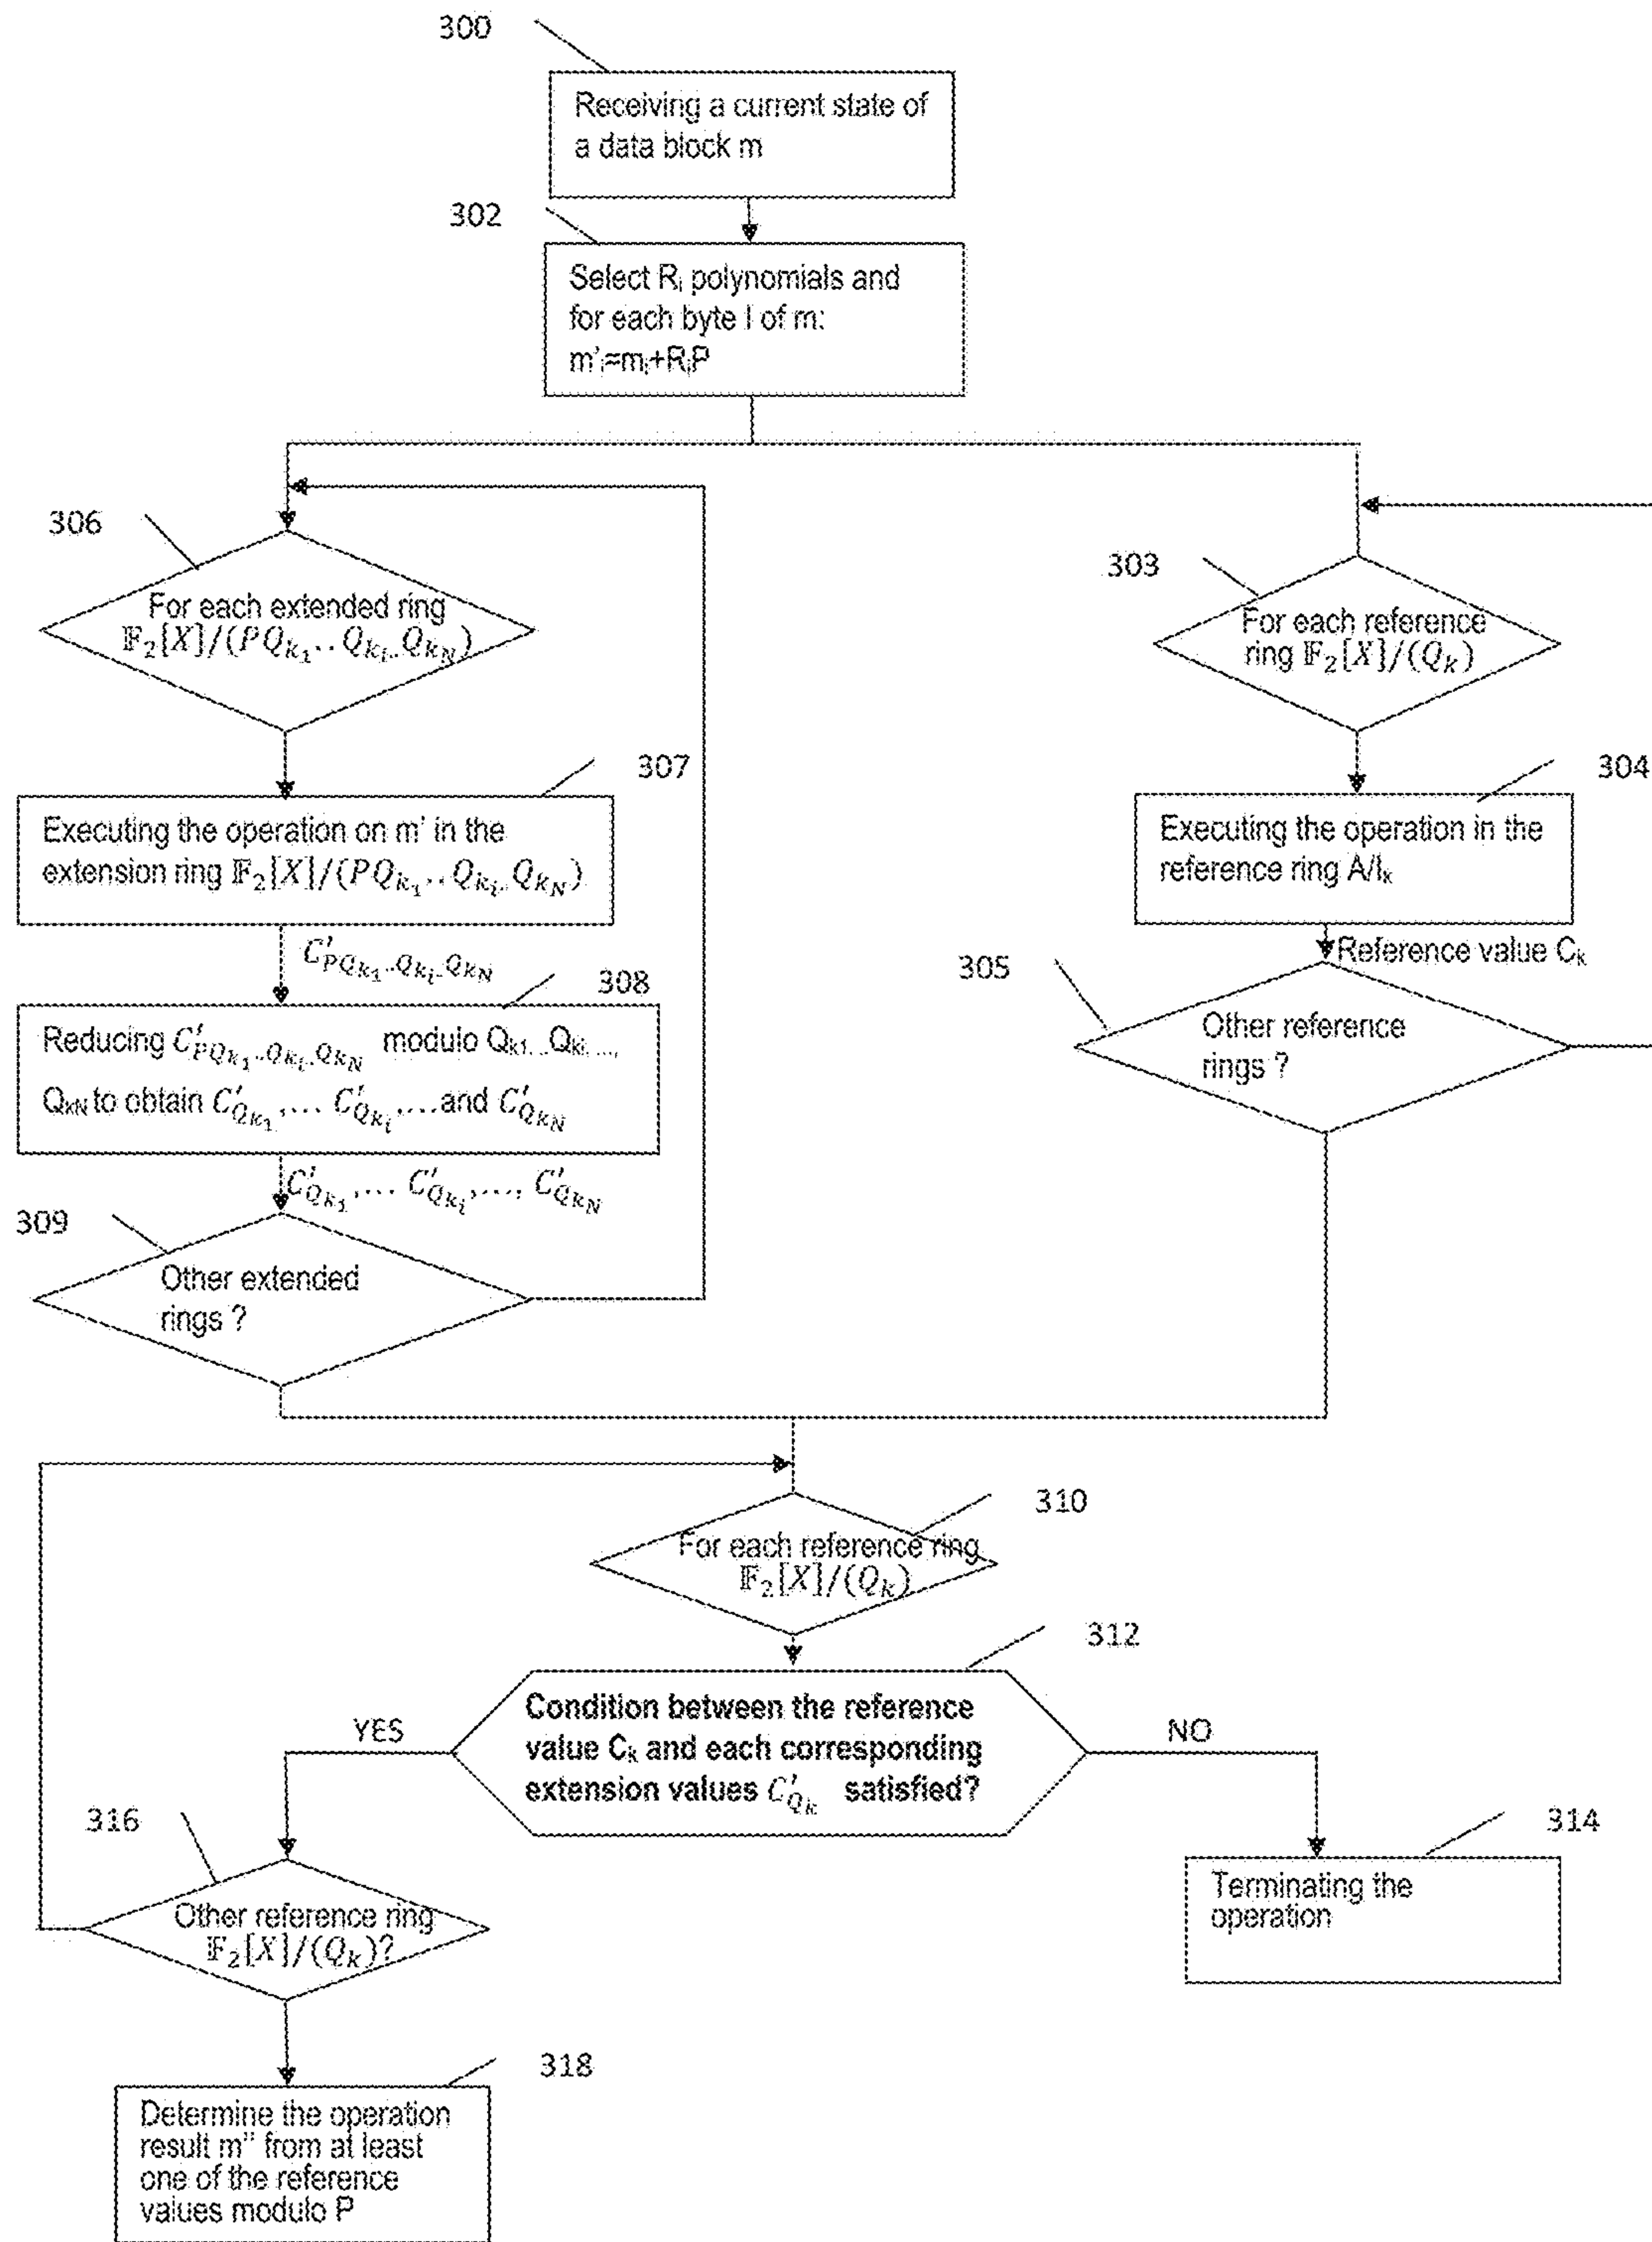 300
Receiving a current state of
a data block m
302
Select Rᵢ polynomials and
for each byte I of m:
m'ᵢ=mᵢ+RᵢP
306
For each extended ring
𝔽₂[X]/(PQ_{k₁}..Q_{kᵢ}..Q_{k_N})
303
For each reference
ring 𝔽₂[X]/(Q_k)
307
Executing the operation on m' in the
extension ring 𝔽₂[X]/(PQ_{k₁}..Q_{kᵢ}..Q_{k_N})
304
Executing the operation in the
reference ring A/I_k
C'_{PQ_{k₁}..Q_{kᵢ}..Q_{k_N}}
Reference value C_k
308
Reducing C'_{PQ_{k₁}..Q_{kᵢ}..Q_{k_N}} modulo Q_{k1}...Q_{ki},...,
Q_{kN} to obtain C'_{Q_{k₁}},... C'_{Q_{kᵢ}},...and C'_{Q_{k_N}}
305
Other reference
rings ?
C'_{Q_{k₁}},... C'_{Q_{kᵢ}},..., C'_{Q_{k_N}}
309
Other extended
rings ?
310
For each reference ring
𝔽₂[X]/(Q_k)
312
Condition between the reference
value C_k and each corresponding
extension values C'_{Q_k} satisfied?
YES
NO
316
Other reference ring
𝔽₂[X]/(Q_k)?
314
Terminating the
operation
318
Determine the operation
result m" from at least
one of the reference
values modulo P